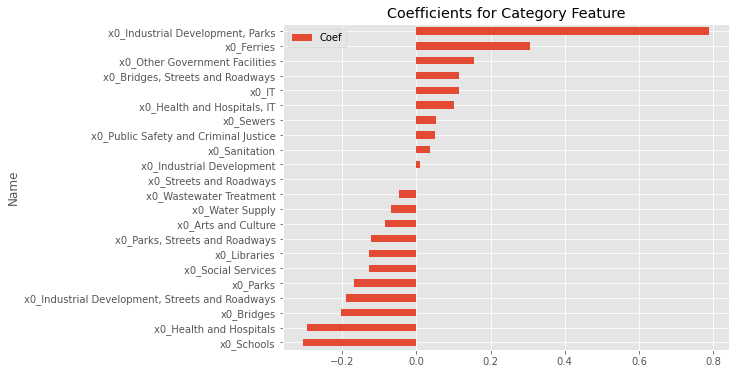 Coefficients for Category Feature
Coef
Name
x0_Industrial Development, Parks
x0_Ferries
x0_Other Government Facilities
x0_Bridges, Streets and Roadways
x0_IT
x0_Health and Hospitals, IT
x0_Sewers
x0_Public Safety and Criminal Justice
x0_Sanitation
x0_Industrial Development
x0_Streets and Roadways
x0_Wastewater Treatment
x0_Water Supply
x0_Arts and Culture
x0_Parks, Streets and Roadways
x0_Libraries
x0_Social Services
x0_Parks
x0_Industrial Development, Streets and Roadways
x0_Bridges
x0_Health and Hospitals
x0_Schools
−0.2 0.0 0.2 0.4 0.6 0.8